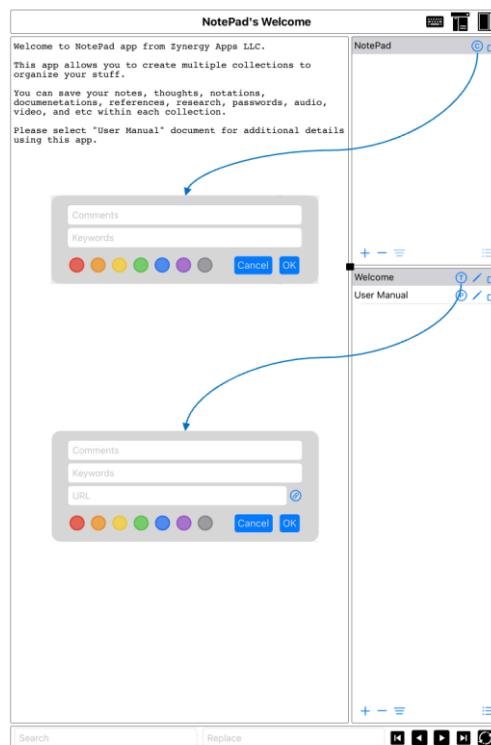 NotePad's Welcome
Welcome to NotePad app from Zynergy Apps LLC.
This app allows you to create multiple collections to
organize your stuff.
You can save your notes, thoughts, notations,
documenetations, references, research, passwords, audio,
video, and etc within each collection.
Please select "User Manual" document for additional details
using this app.
NotePad
C
Comments
Keywords
Cancel
OK
Welcome
T
User Manual
Comments
Keywords
URL
Cancel
OK
Search
Replace